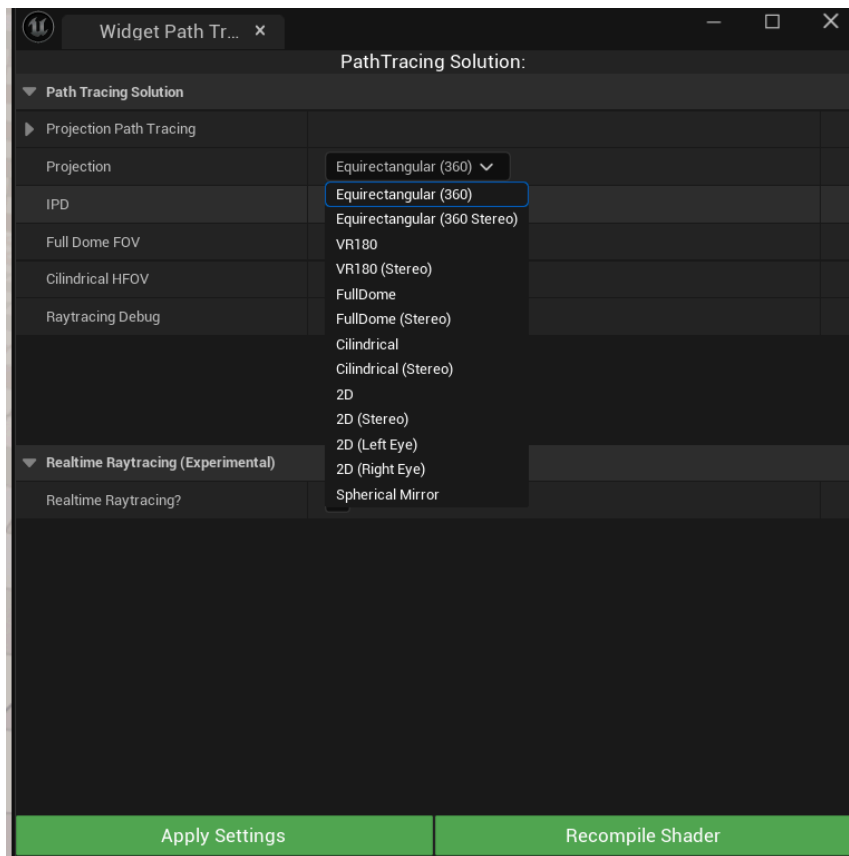 Widget Path Tr...
PathTracing Solution:
Path Tracing Solution
Projection Path Tracing
Projection
Equirectangular (360)
Equirectangular (360)
IPD
Equirectangular (360 Stereo)
Full Dome FOV
VR180
VR180 (Stereo)
Cilindrical HFOV
FullDome
Raytracing Debug
FullDome (Stereo)
Cilindrical
Cilindrical (Stereo)
2D
2D (Stereo)
2D (Left Eye)
Realtime Raytracing (Experimental)
2D (Right Eye)
Realtime Raytracing?
Spherical Mirror
Apply Settings
Recompile Shader